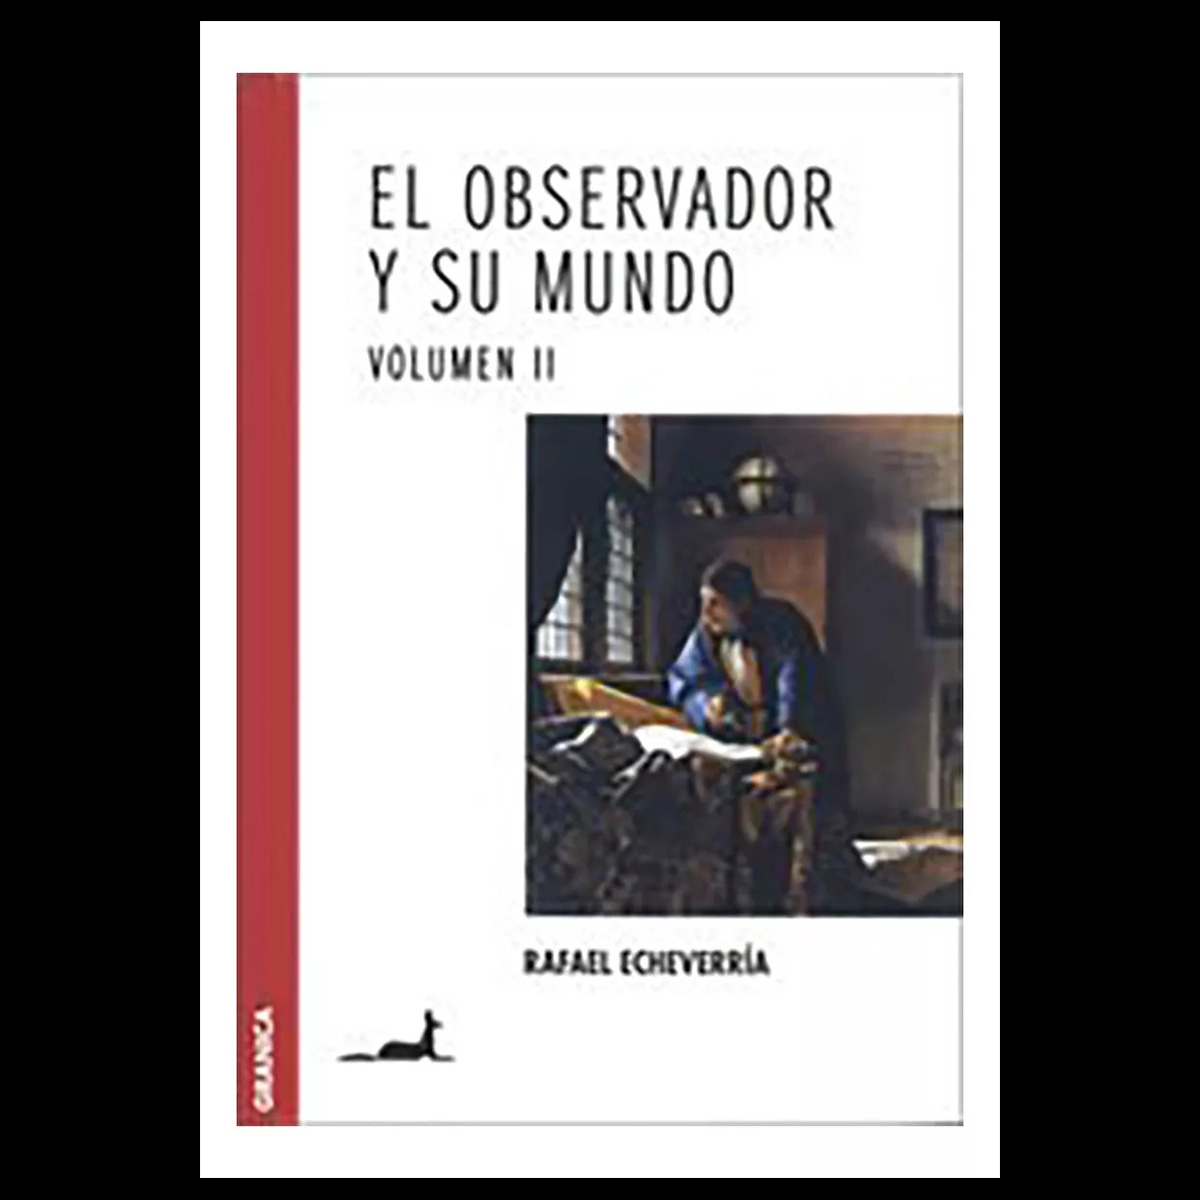 EL OBSERVADOR
Y SU MUNDO
VOLUMEN II
RAFAEL ECHEVERRÍA
GRANICA